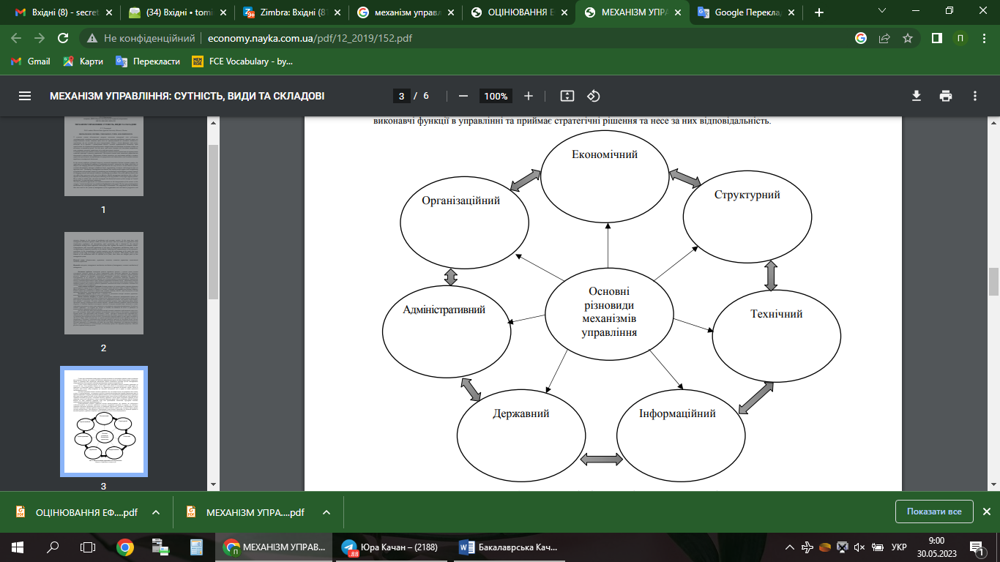 Вхідні (8) - secret
(34) Вхідні • tomi
Zimbra: Вхідні (8
механізм управл
ОЦІНЮВАННЯ Е
МЕХАНІЗМ УПРА
Google Переклад
Не конфіденційний | economy.nayka.com.ua/pdf/12_2019/152.pdf
П
Gmail
Карти
Перекласти
FCE Vocabulary - by...
МЕХАНІЗМ УПРАВЛІННЯ: СУТНІСТЬ, ВИДИ ТА СКЛАДОВІ
3 / 6
100%
1
2
3
виконавчі функції в управлінні та приймає стратегічні рішення та несе за них відповідальність.
Економічний
Організаційний
Структурний
Адміністративний
Основні
різновиди
механізмів
управління
Технічний
Державний
Інформаційний
ОЦІНЮВАННЯ ЕФ....pdf
МЕХАНІЗМ УПРА....pdf
Показати все
МЕХАНІЗМ УПРАВ...
Юра Качан – (2188)
Бакалаврська Кач...
УКР
9:00
30.05.2023